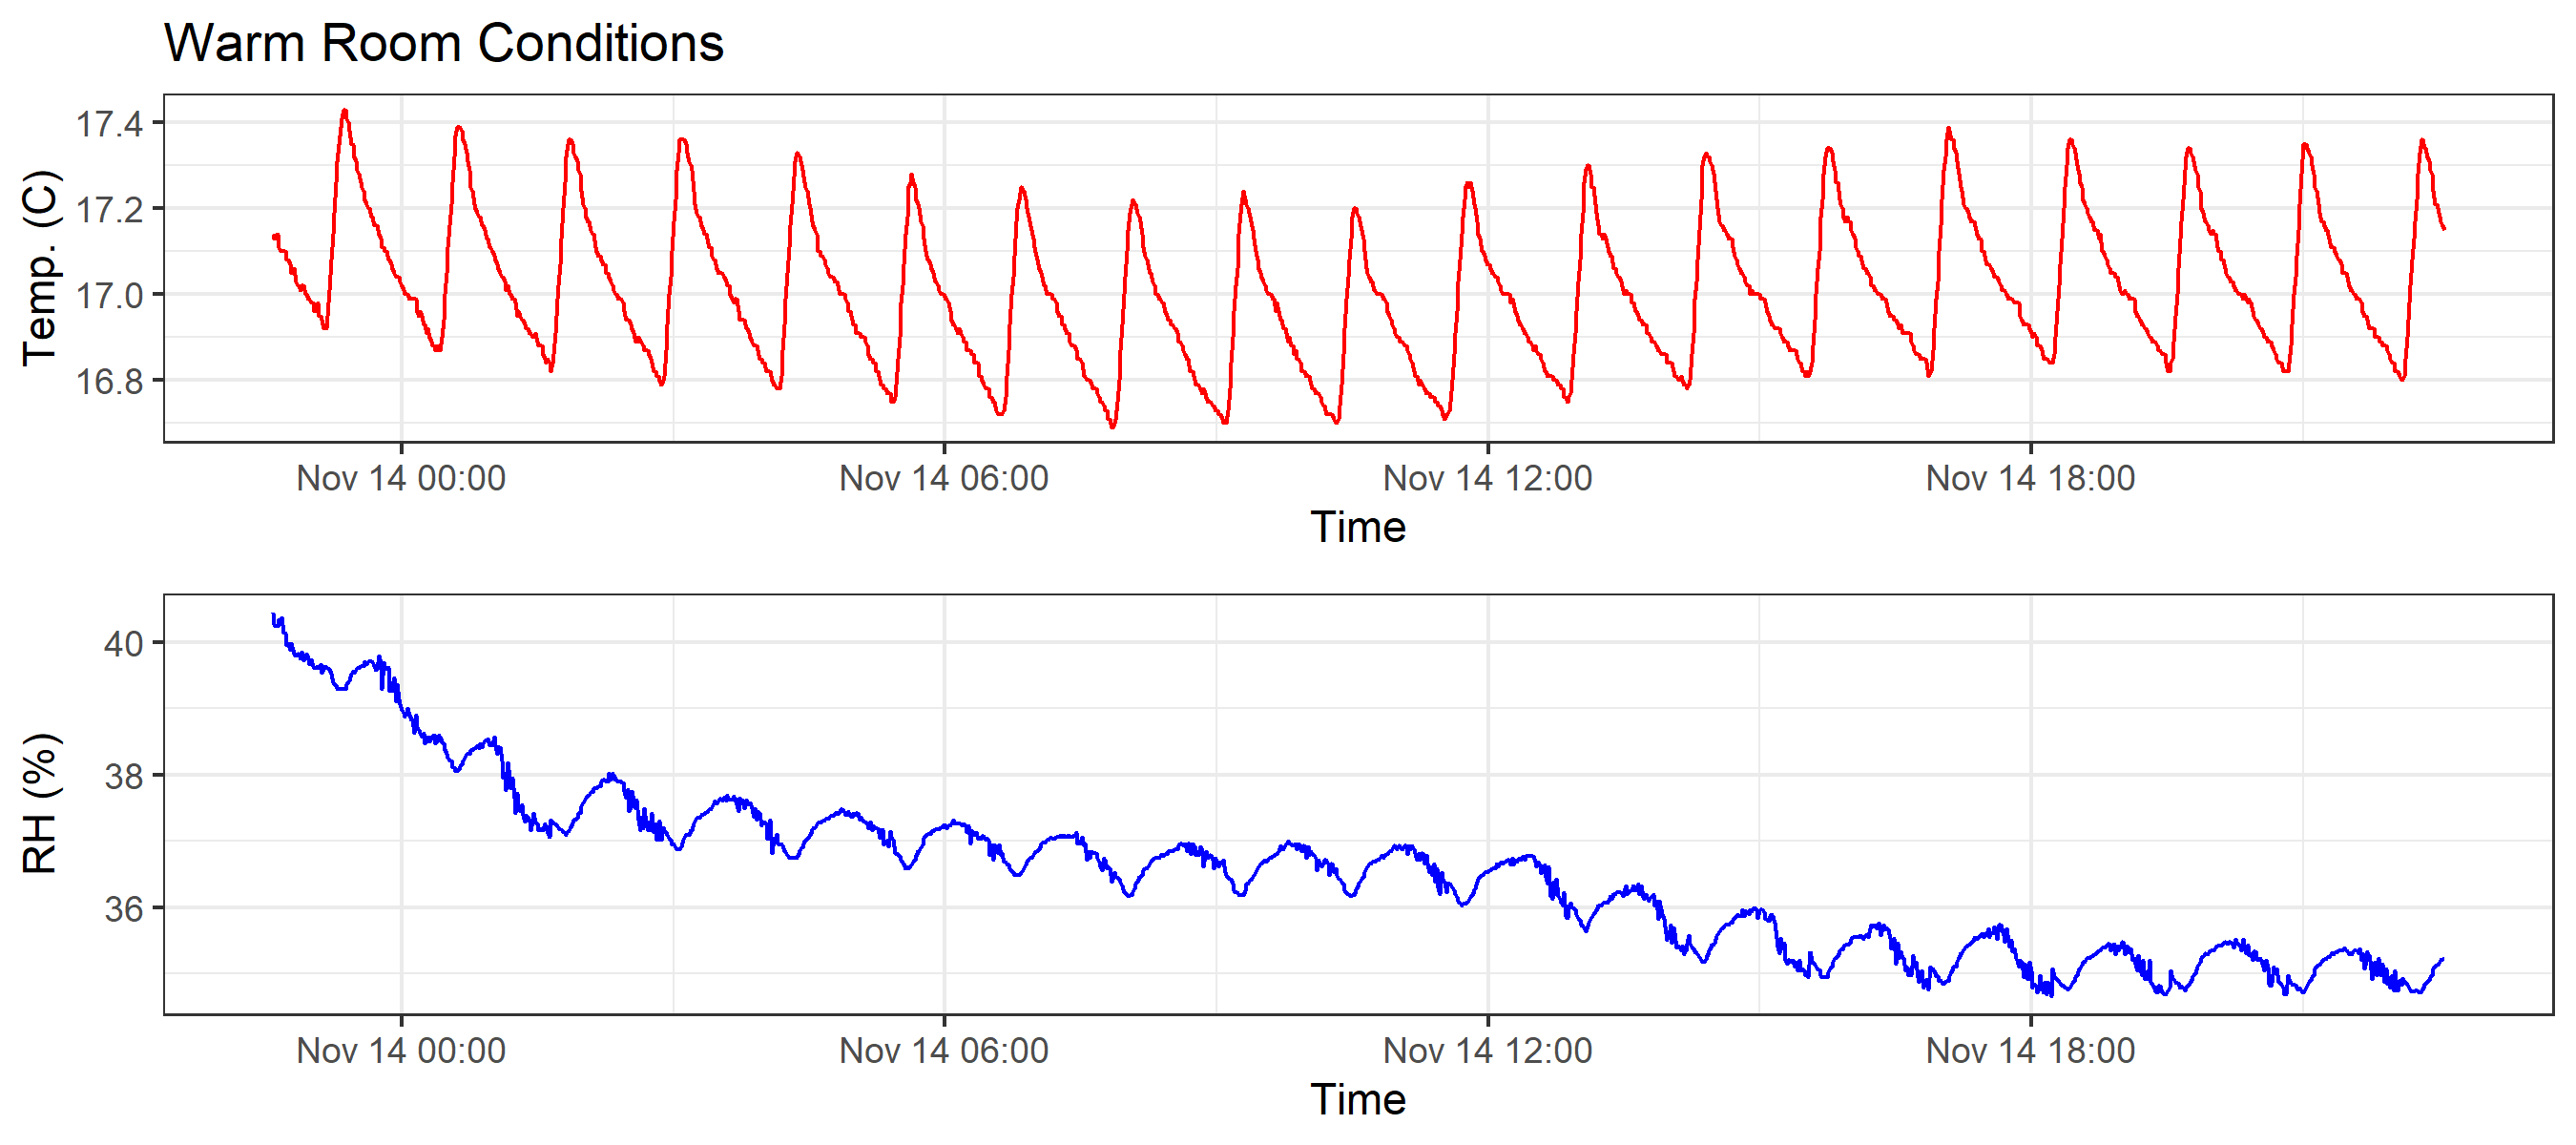 Warm Room Conditions
Temp. (C)
17.4
17.2
17.0
16.8
Nov 14 00:00 Nov 14 06:00 Nov 14 12:00 Nov 14 18:00
Time
RH (%)
40
38
36
Nov 14 00:00 Nov 14 06:00 Nov 14 12:00 Nov 14 18:00
Time